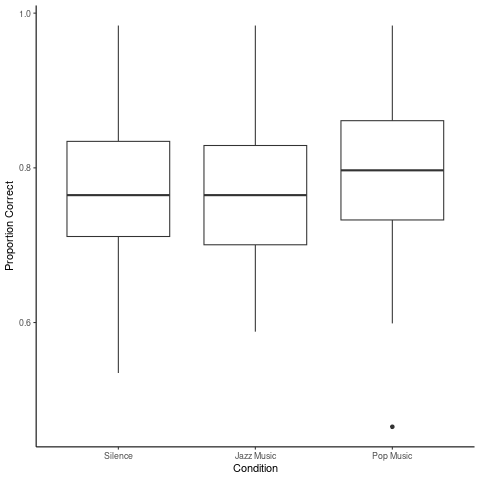 Proportion Correct
1.0
0.8
0.6
Silence
Jazz Music
Pop Music
Condition